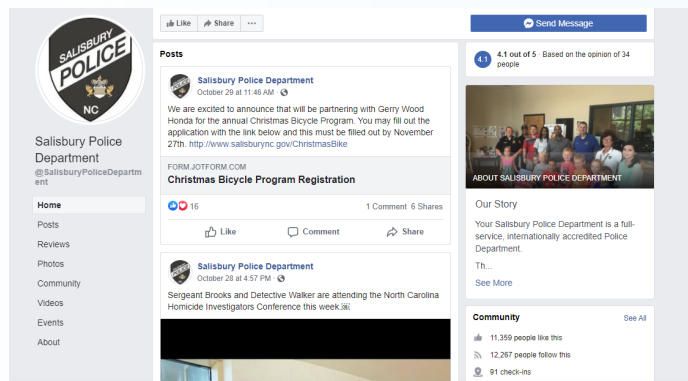 SALISBURY
POLICE
NC
Salisbury Police
Department
@SalisburyPoliceDepartm
ent
Home
Posts
Reviews
Photos
Community
Videos
Events
About
Like
Share
Posts
Salisbury Police Department
October 29 at 11:46 AM
We are excited to announce that will be partnering with Gerry Wood
Honda for the annual Christmas Bicycle Program. You may fill out the
application with the link below and this must be filled out by November
27th. http://www.salisburync.gov/ChristmasBike
FORM.JOTFORM.COM
Christmas Bicycle Program Registration
16
1 Comment 6 Shares
Like
Comment
Share
Salisbury Police Department
October 28 at 4:57 PM
Sergeant Brooks and Detective Walker are attending the North Carolina
Homicide Investigators Conference this week.
Send Message
4.1
4.1 out of 5 · Based on the opinion of 34
people
ABOUT SALISBURY POLICE DEPARTMENT
Our Story
Your Salisbury Police Department is a full-
service, internationally accredited Police
Department.
Th...
See More
Community
See All
11,359 people like this
12,267 people follow this
91 check-ins